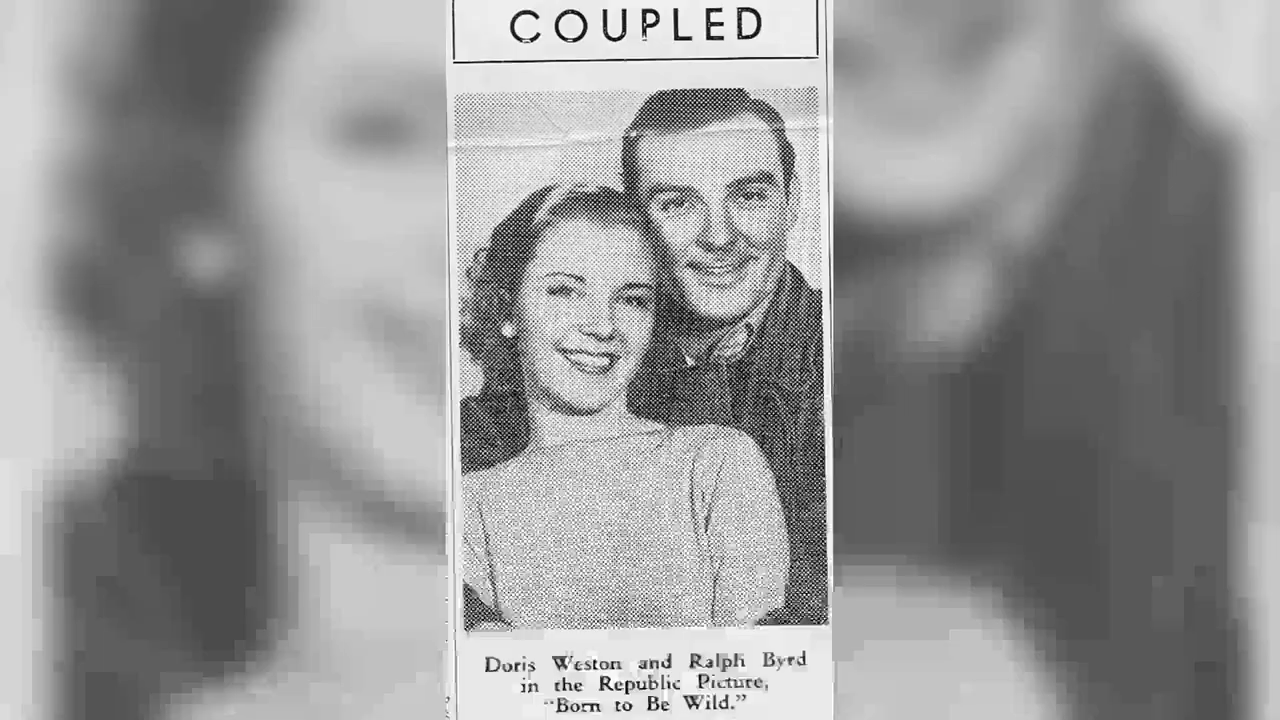 COUPLED
Doris Weston and Ralph Byrd
in the Republic Picture,
"Born to Be Wild."